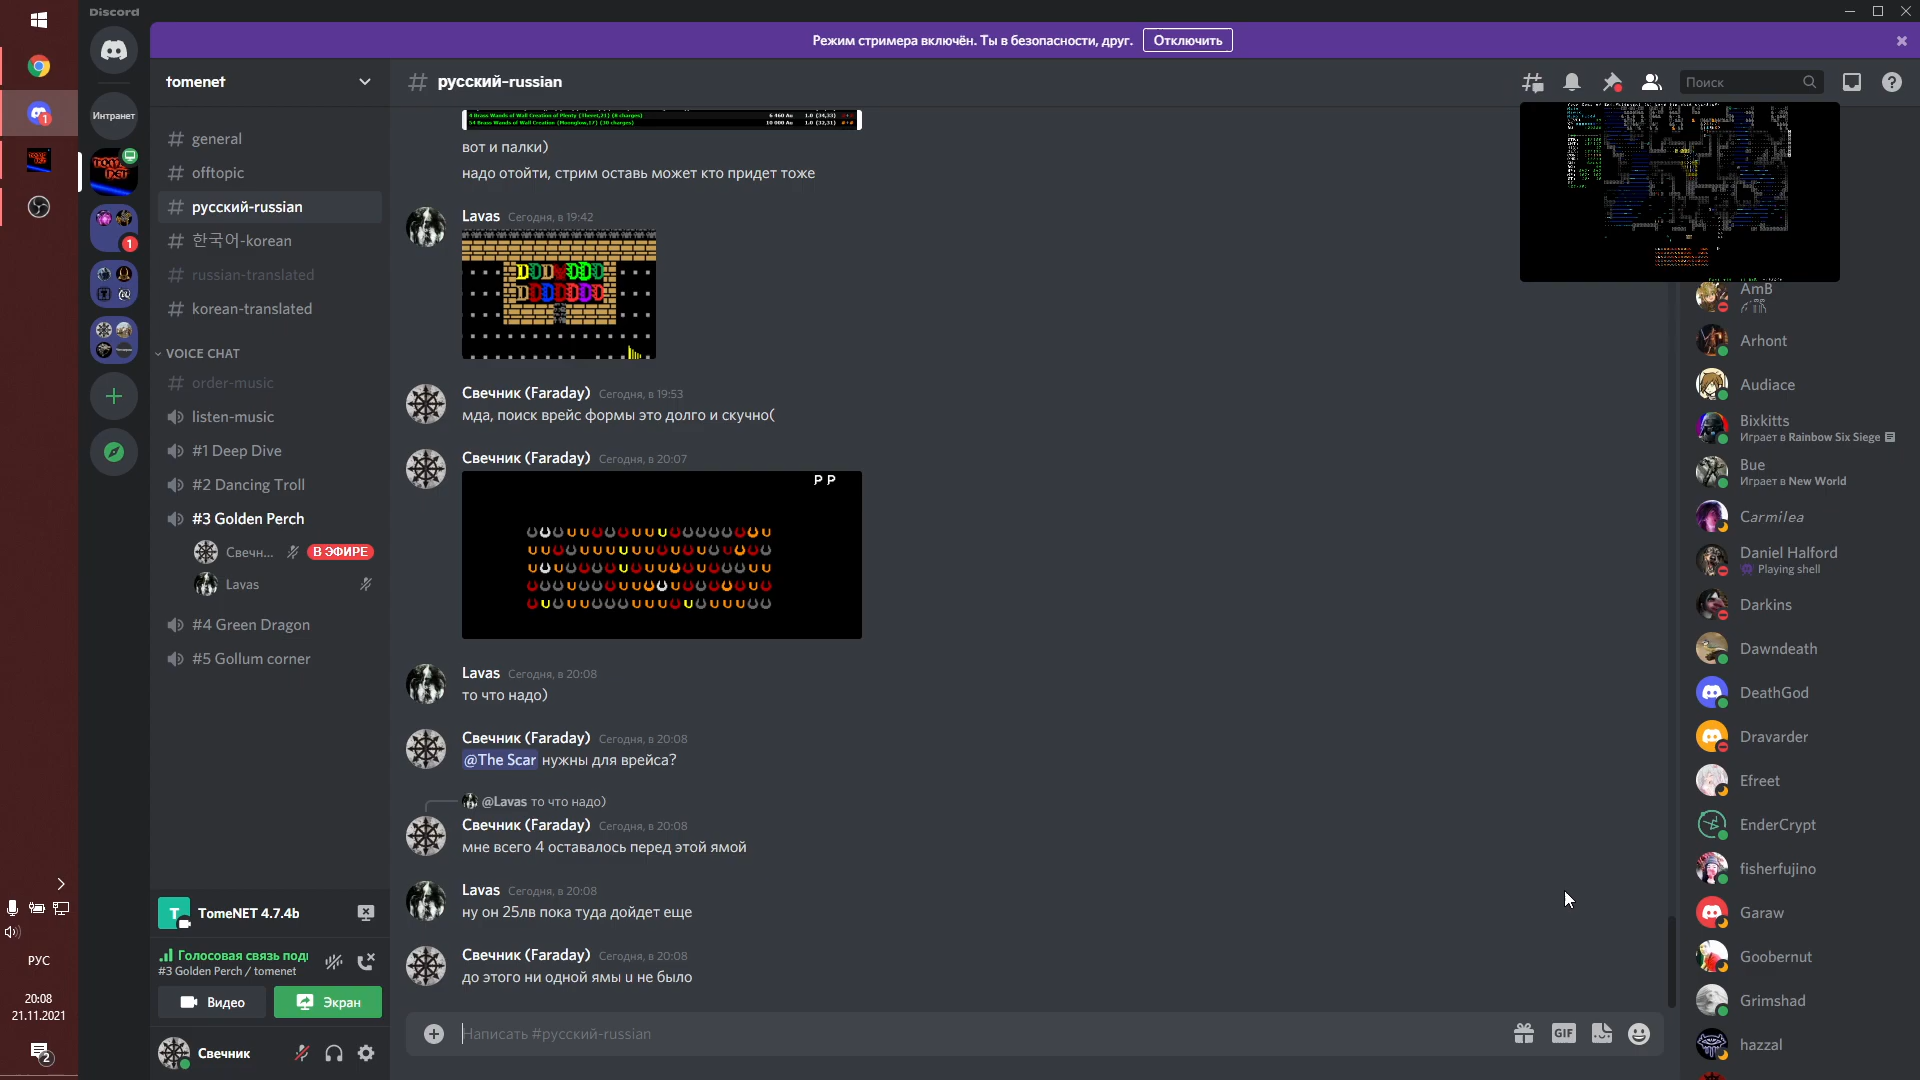 Discord
Режим стримера включён. Ты в безопасности, друг.
Отключить
Интранет
1
1
tomenet
general
offtopic
русский-russian
한국어-korean
russian-translated
korean-translated
VOICE CHAT
order-music
listen-music
#1 Deep Dive
#2 Dancing Troll
#3 Golden Perch
Свечн...
В ЭФИРЕ
Lavas
#4 Green Dragon
#5 Gollum corner
T
TomeNET 4.7.4b
Голосовая связь под
#3 Golden Perch / tomenet
Видео
Экран
Свечник
РУС
20:08
21.11.2021
2
# русский-russian
Поиск
вот и палки)
надо отойти, стрим оставь может кто придет тоже
Lavas Сегодня, в 19:42
Свечник (Faraday) Сегодня, в 19:53
мда, поиск врейс формы это долго и скучно(
Свечник (Faraday) Сегодня, в 20:07
P P
Lavas Сегодня, в 20:08
то что надо)
Свечник (Faraday) Сегодня, в 20:08
@The Scar нужны для врейса?
@Lavas то что надо)
Свечник (Faraday) Сегодня, в 20:08
мне всего 4 оставалось перед этой ямой
Lavas Сегодня, в 20:08
ну он 25лв пока туда дойдет еще
Свечник (Faraday) Сегодня, в 20:08
до этого ни одной ямы u не было
Написать #русский-russian
GIF
AmB
Arhont
Audiace
Bixkitts
Играет в Rainbow Six Siege
Bue
Играет в New World
Carmilea
Daniel Halford
Playing shell
Darkins
Dawndeath
DeathGod
Dravarder
Efreet
EnderCrypt
fisherfujino
Garaw
Goobernut
Grimshad
hazzal